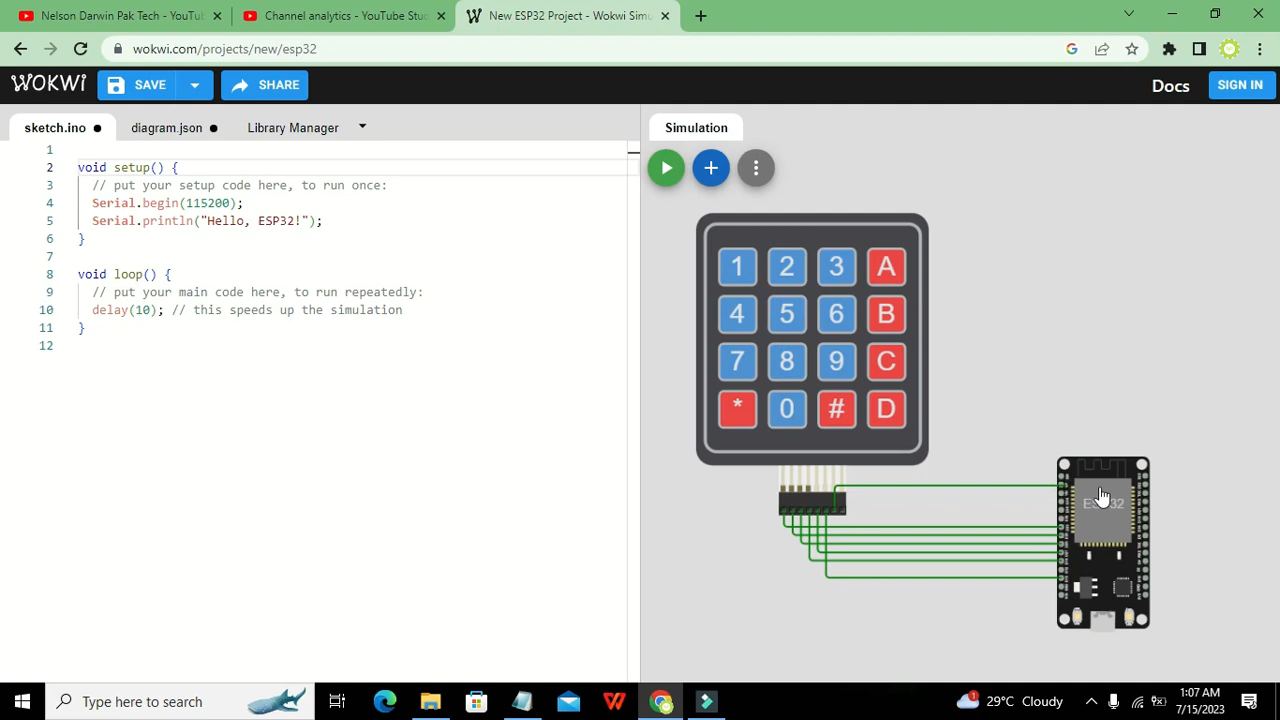 Nelson Darwin Pak Tech - YouTu
Channel analytics - YouTube Stu
New ESP32 Project - Wokwi Simu
wokwi.com/projects/new/esp32
WOKWI
SAVE
SHARE
Docs
SIGN IN
sketch.ino
diagram.json
Library Manager
Simulation
1
2 void setup() {
3 // put your setup code here, to run once:
4 Serial.begin(115200);
5 Serial.println("Hello, ESP32!");
6 }
7
8 void loop() {
9 // put your main code here, to run repeatedly:
10 delay(10); // this speeds up the simulation
11 }
12
1 2 3 A
4 5 6 B
7 8 9 C
* 0 # D
Type here to search
29°C Cloudy
1:07 AM
7/15/2023